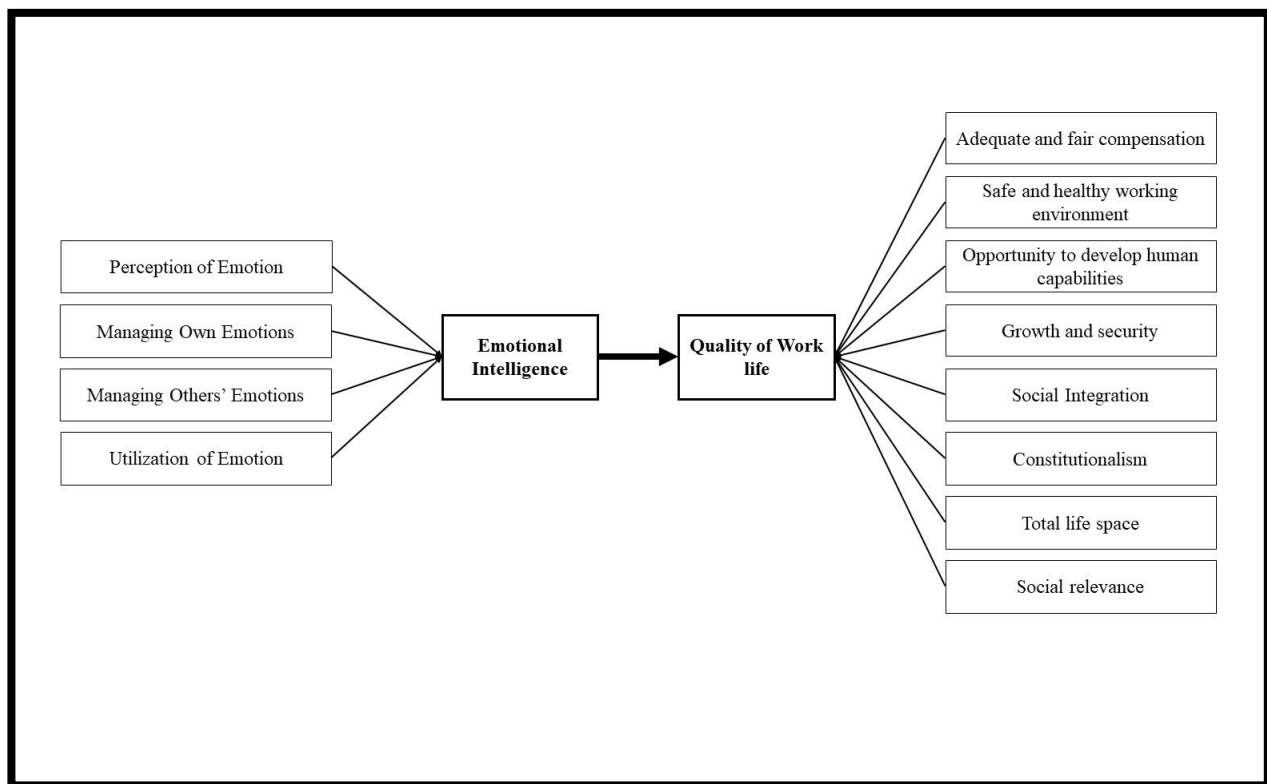 Perception of Emotion
Managing Own Emotions
Managing Others’ Emotions
Utilization of Emotion
Emotional
Intelligence
Quality of Work
life
Adequate and fair compensation
Safe and healthy working
environment
Opportunity to develop human
capabilities
Growth and security
Social Integration
Constitutionalism
Total life space
Social relevance